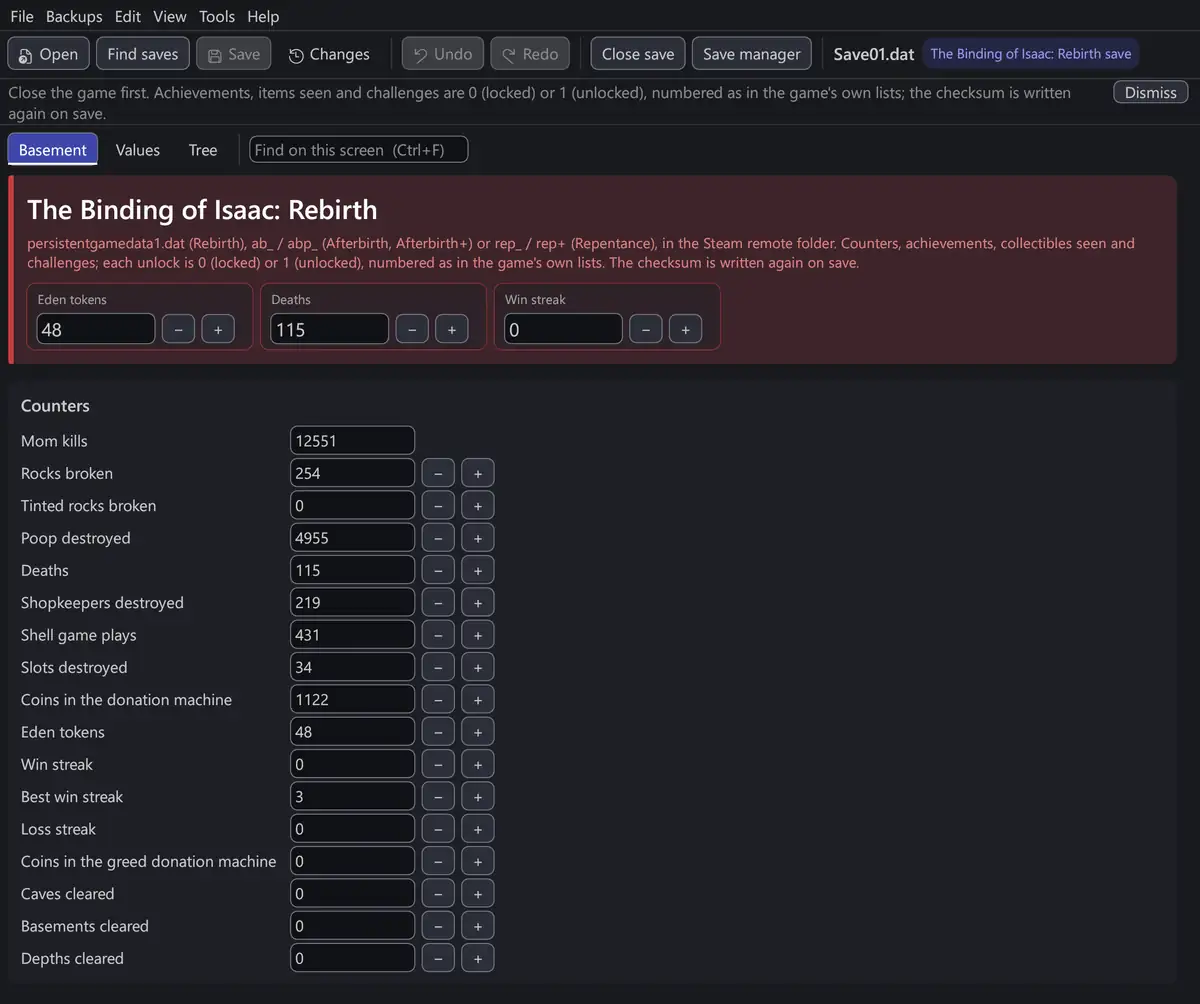 File Backups Edit View Tools Help
Open Find saves Save Changes Undo Redo Close save Save manager Save01.dat The Binding of Isaac: Rebirth save
Close the game first. Achievements, items seen and challenges are 0 (locked) or 1 (unlocked), numbered as in the game's own lists; the checksum is written
again on save.
Dismiss
Basement Values Tree Find on this screen (Ctrl+F)
The Binding of Isaac: Rebirth
persistentgamedata1.dat (Rebirth), ab_ / abp_ (Afterbirth, Afterbirth+) or rep_ / rep+ (Repentance), in the Steam remote folder. Counters, achievements, collectibles seen and
challenges; each unlock is 0 (locked) or 1 (unlocked), numbered as in the game's own lists. The checksum is written again on save.
Eden tokens Deaths Win streak
48 − + 115 − + 0 − +
Counters
Mom kills 12551
Rocks broken 254 − +
Tinted rocks broken 0 − +
Poop destroyed 4955 − +
Deaths 115 − +
Shopkeepers destroyed 219 − +
Shell game plays 431 − +
Slots destroyed 34 − +
Coins in the donation machine 1122 − +
Eden tokens 48 − +
Win streak 0 − +
Best win streak 3 − +
Loss streak 0 − +
Coins in the greed donation machine 0 − +
Caves cleared 0 − +
Basements cleared 0 − +
Depths cleared 0 − +